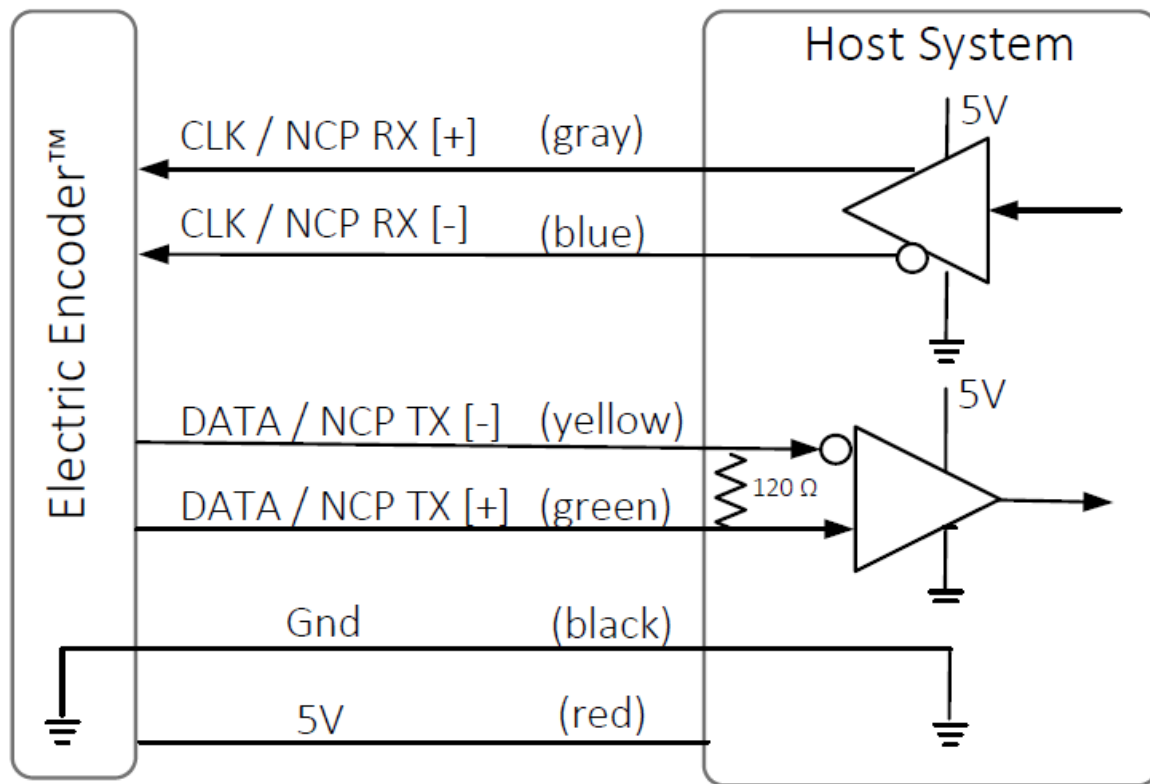 Host System
5V
CLK / NCP RX [+] (gray)
CLK / NCP RX [-] (blue)
Electric Encoder™
5V
DATA / NCP TX [-] (yellow)
120 Ω
DATA / NCP TX [+] (green)
Gnd (black)
5V (red)